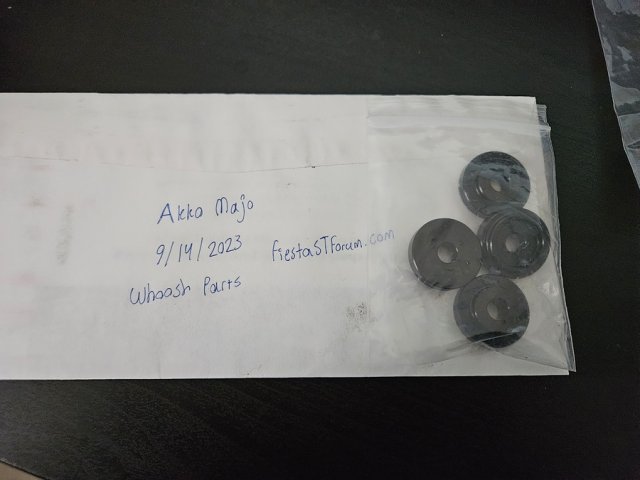 Akko Majo
9/14/2023 fiestaSTforum.com
Whoosh Parts